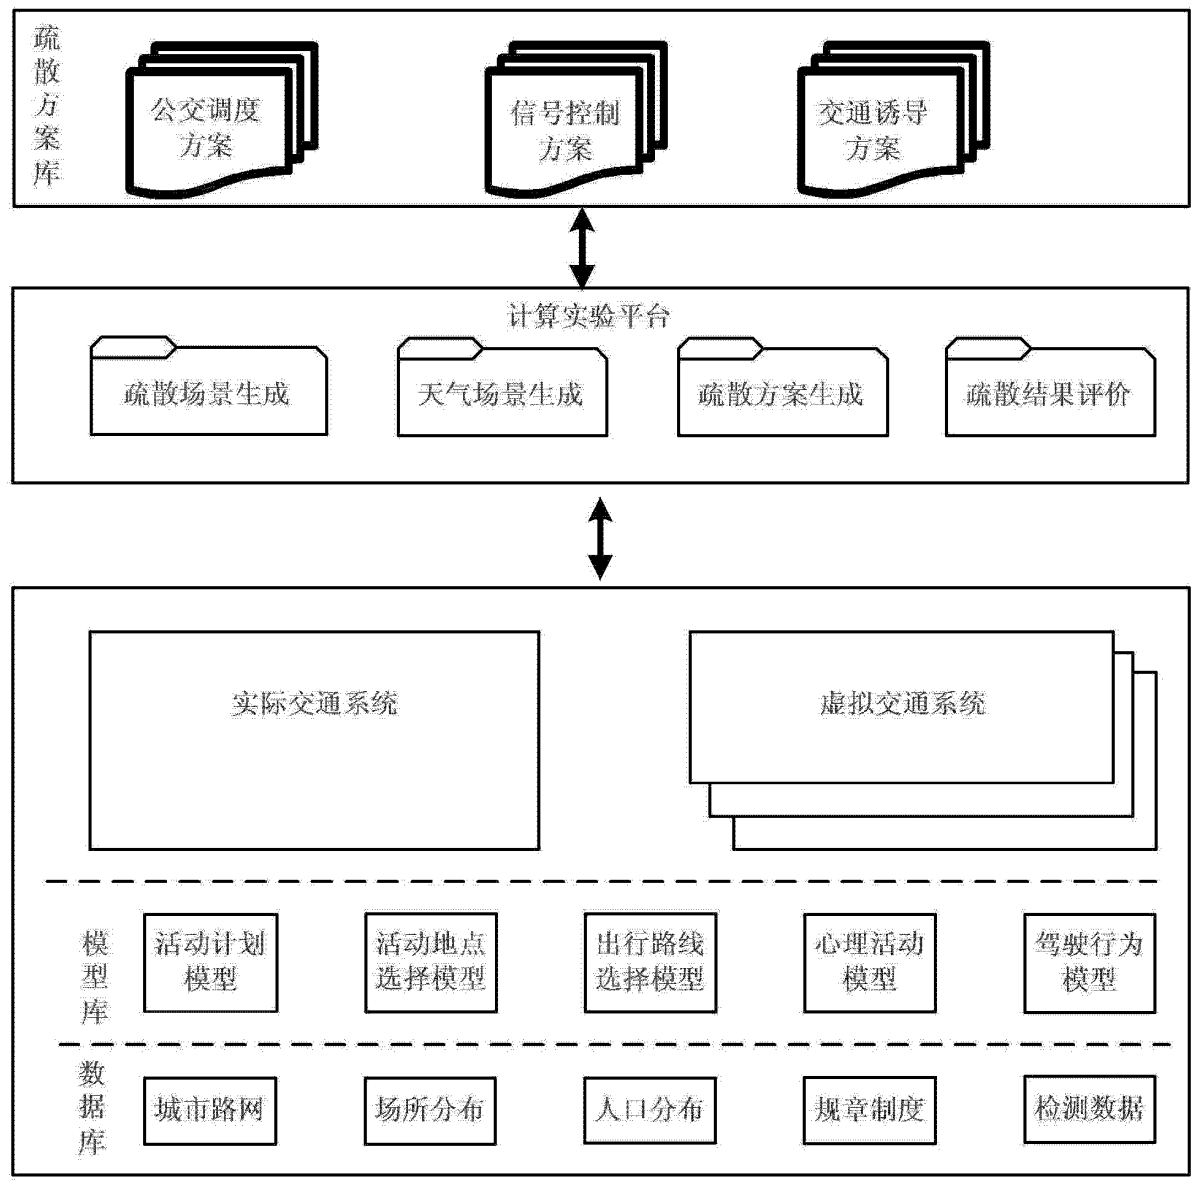 疏散方案库
公交调度
方案
信号控制
方案
交通诱导
方案
计算实验平台
疏散场景生成
天气场景生成
疏散方案生成
疏散结果评价
实际交通系统
虚拟交通系统
模型库
活动计划
模型
活动地点
选择模型
出行路线
选择模型
心理活动
模型
驾驶行为
模型
数据库
城市路网
场所分布
人口分布
规章制度
检测数据